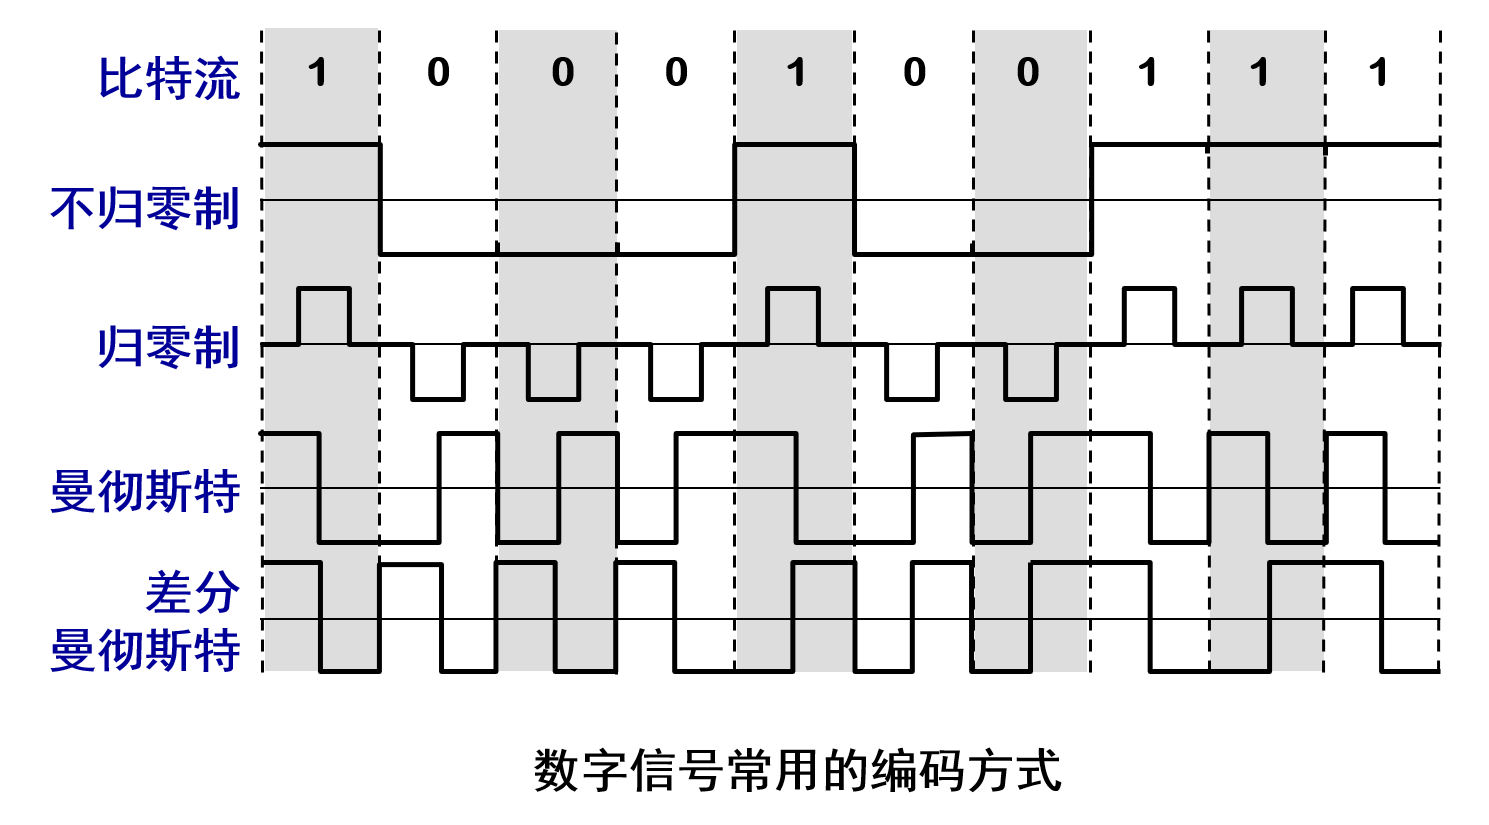 比特流 1 0 0 0 1 0 0 1 1 1
不归零制
归零制
曼彻斯特
差分
曼彻斯特
数字信号常用的编码方式